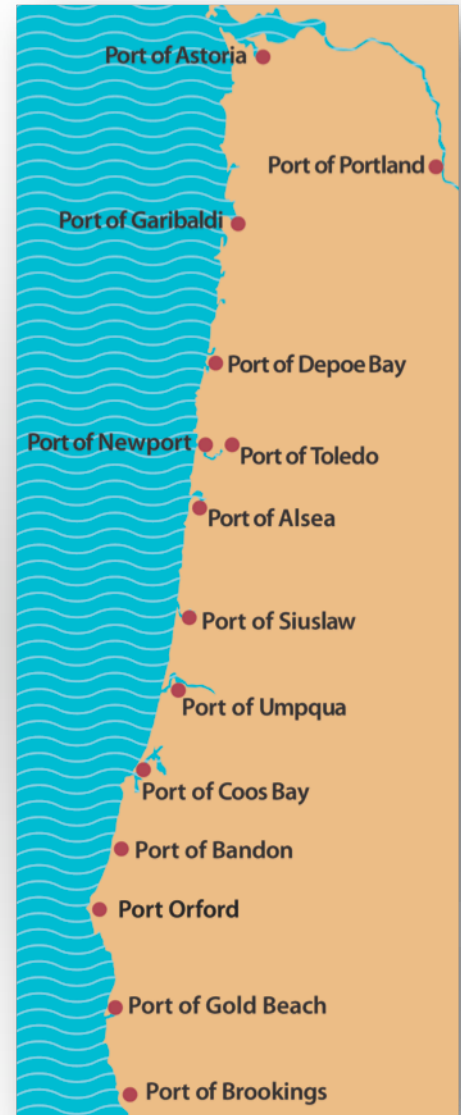 Port of Astoria
Port of Portland
Port of Garibaldi
Port of Depoe Bay
Port of Newport
Port of Toledo
Port of Alsea
Port of Siuslaw
Port of Umpqua
Port of Coos Bay
Port of Bandon
Port Orford
Port of Gold Beach
Port of Brookings